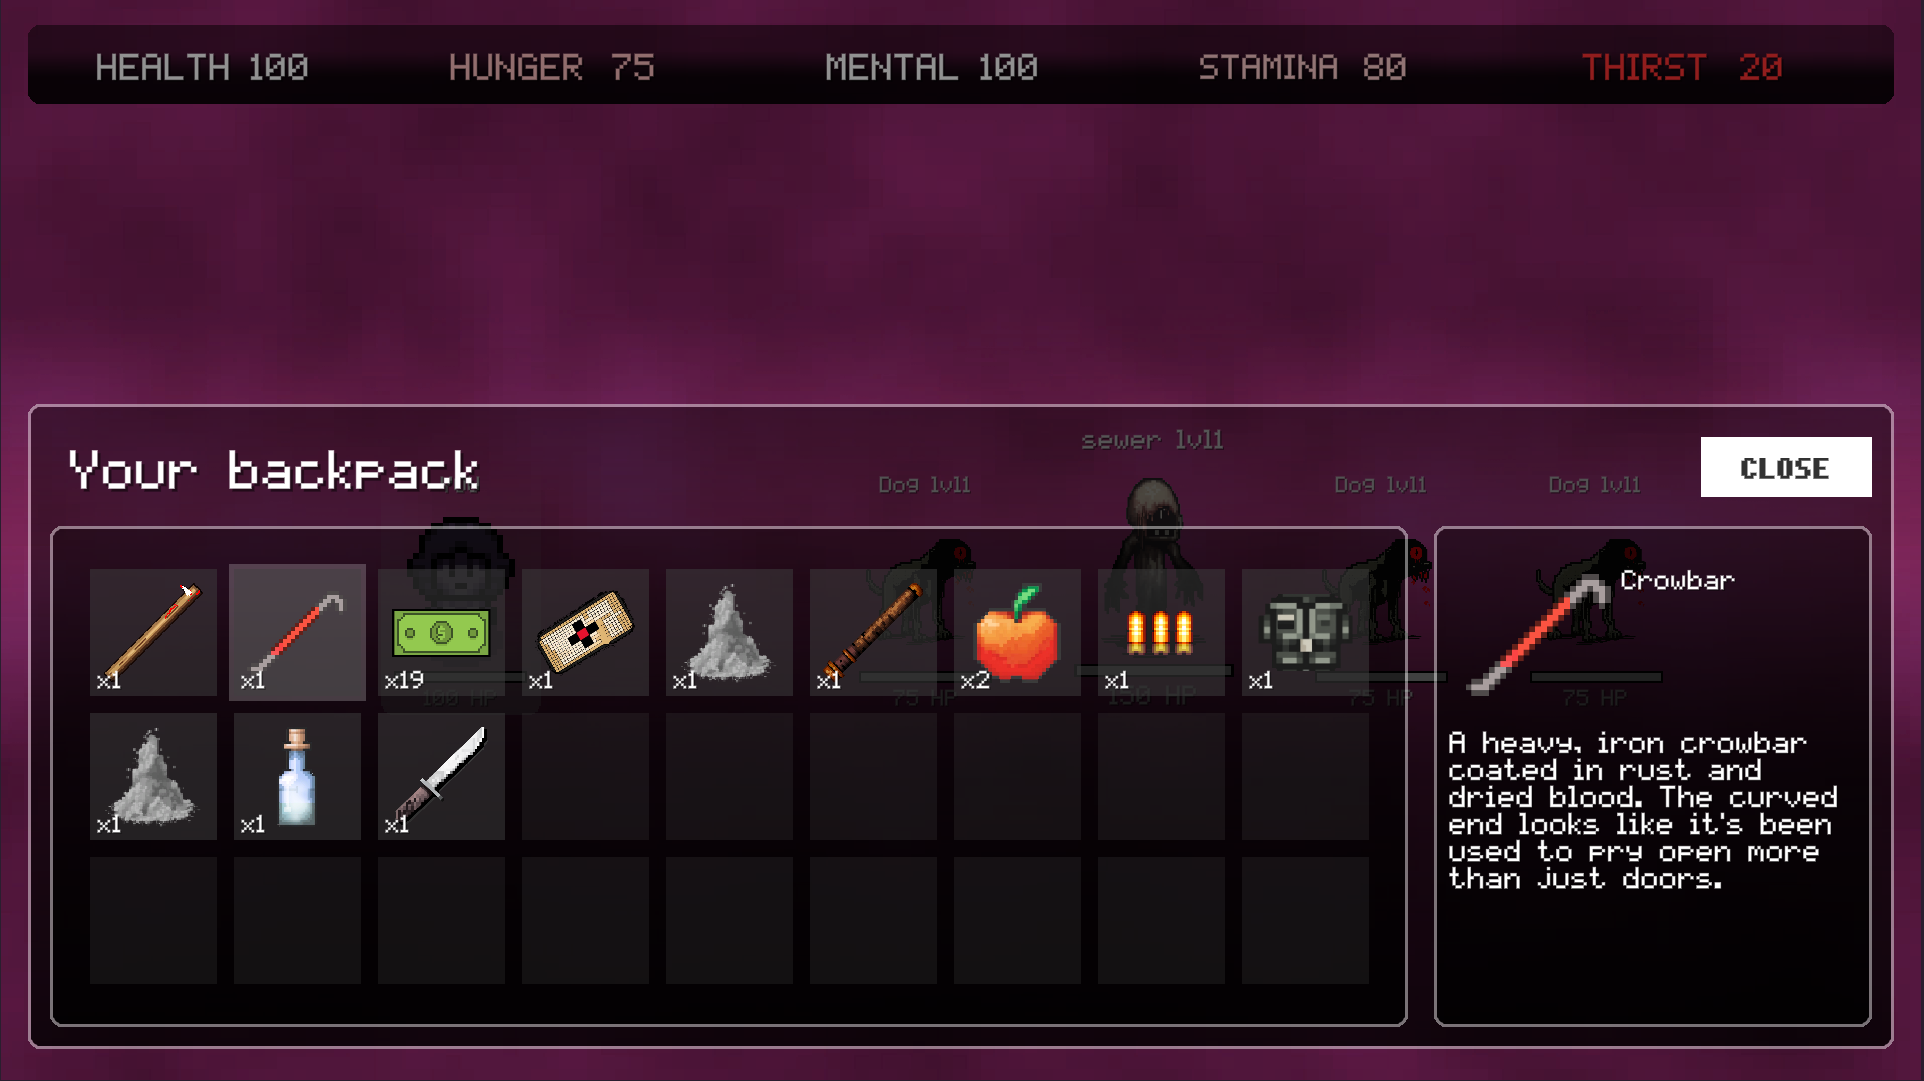 HEALTH 100
HUNGER 75
MENTAL 100
STAMINA 80
THIRST 20
sewer lvl1
Your backpack
Dog lvl1
Dog lvl1
Dog lvl1
CLOSE
Crowbar
x1
x1
x19
x1
x1
x1
x2
x1
x1
100 HP
75 HP
150 HP
75 HP
75 HP
A heavy, iron crowbar
coated in rust and
dried blood. The curved
end looks like it's been
used to pry open more
than just doors.
x1
x1
x1